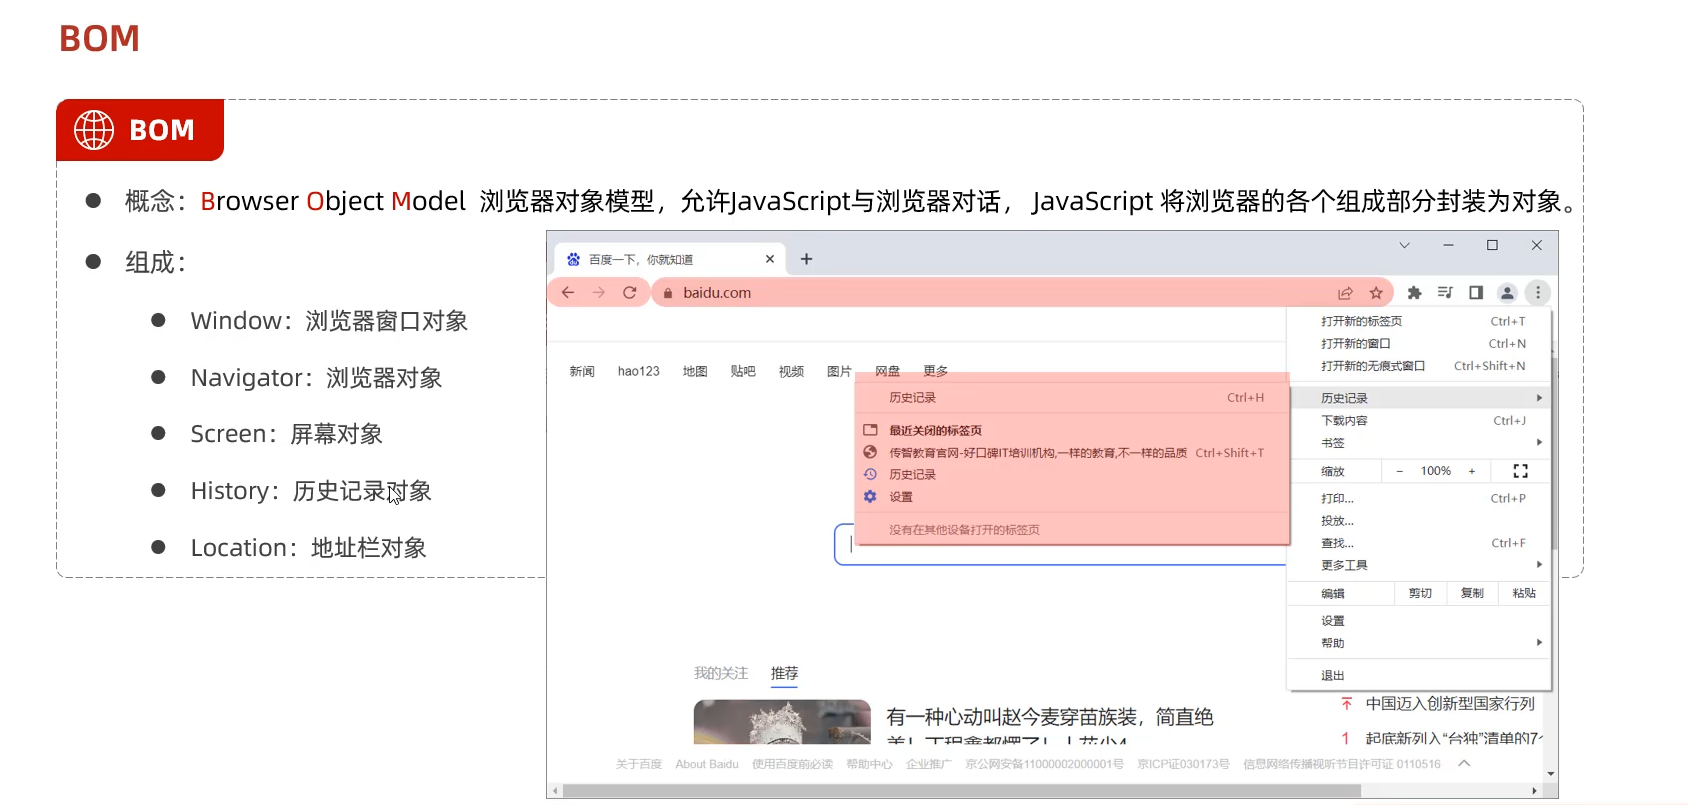 BOM
BOM
概念：Browser Object Model 浏览器对象模型，允许JavaScript与浏览器对话， JavaScript 将浏览器的各个组成部分封装为对象。
组成：
Window：浏览器窗口对象
Navigator：浏览器对象
Screen：屏幕对象
History：历史记录对象
Location：地址栏对象
百度一下，你就知道
baidu.com
新闻 hao123 地图 贴吧 视频 图片 网盘 更多
历史记录 Ctrl+H
最近关闭的标签页
传智教育官网-好口碑IT培训机构,一样的教育,不一样的品质 Ctrl+Shift+T
历史记录
设置
没有在其他设备打开的标签页
打开新的标签页 Ctrl+T
打开新的窗口 Ctrl+N
打开新的无痕式窗口 Ctrl+Shift+N
历史记录
下载内容 Ctrl+J
书签
缩放 − 100% +
打印... Ctrl+P
投放...
查找... Ctrl+F
更多工具
编辑 剪切 复制 粘贴
设置
帮助
退出
我的关注 推荐
有一种心动叫赵今麦穿苗族装，简直绝
中国迈入创新型国家行列
1 起底新列入“台独”清单的7
关于百度 About Baidu 使用百度前必读 帮助中心 企业推广 京公网安备11000002000001号 京ICP证030173号 信息网络传播视听节目许可证 0110516